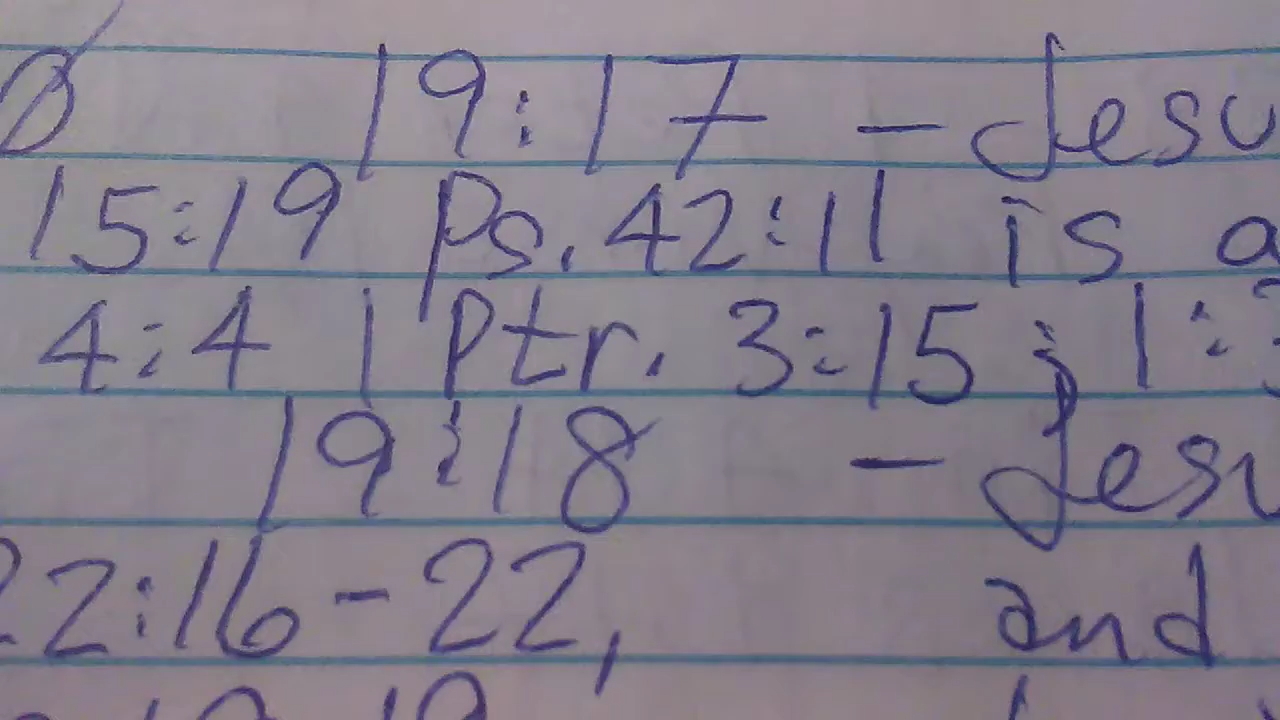 19:17 - Jesu
15:19 Ps. 42:11 is a
4:4 1 Ptr. 3:15; 1:3
19:18 - Jesu
22:16-22, and